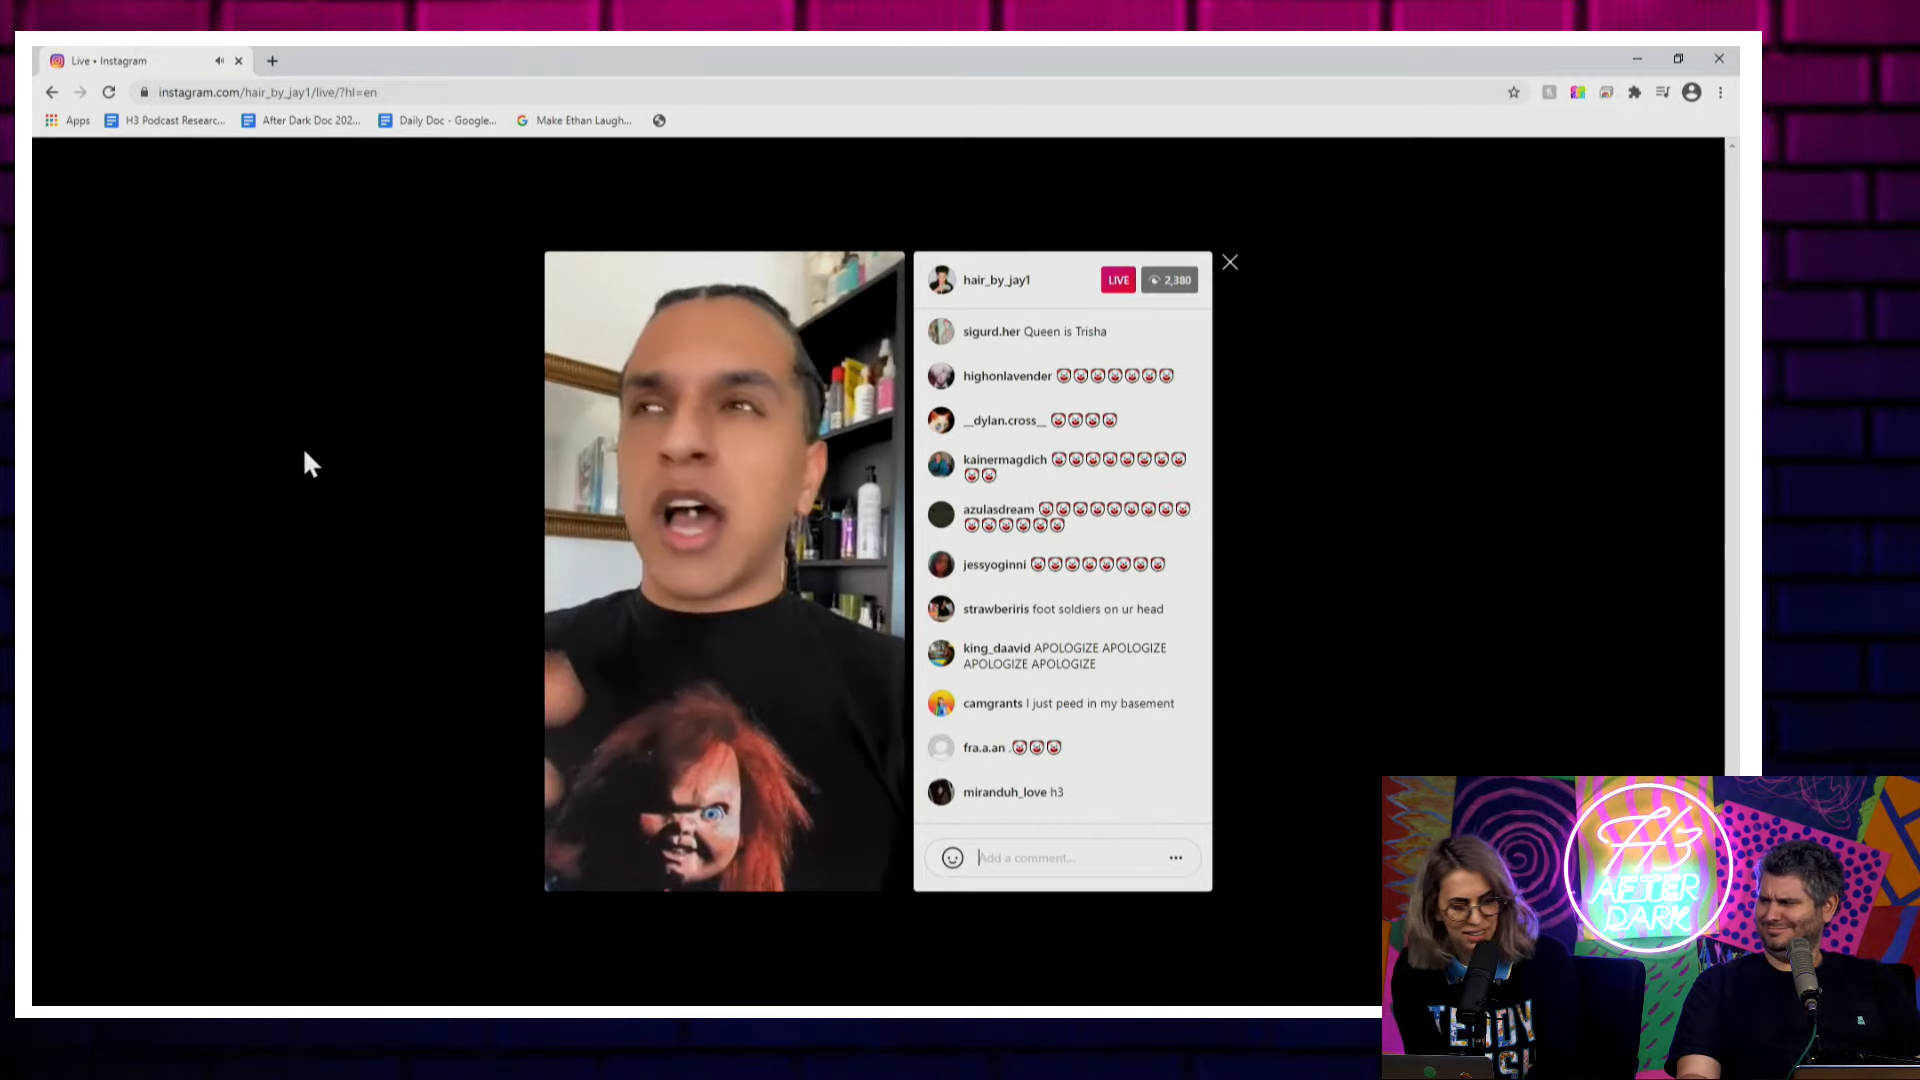 Live • Instagram
instagram.com/hair_by_jay1/live/?hl=en
Apps
H3 Podcast Researc...
After Dark Doc 202...
Daily Doc - Google...
Make Ethan Laugh...
hair_by_jay1
LIVE
2,380
sigurd.her Queen is Trisha
highonlavender 🤡🤡🤡🤡🤡🤡🤡
__dylan.cross__ 🤡🤡🤡🤡
kainermagdich 🤡🤡🤡🤡🤡🤡🤡🤡
🤡🤡
azulasdream 🤡🤡🤡🤡🤡🤡🤡🤡🤡
🤡🤡🤡🤡🤡🤡
jessyoginni 🤡🤡🤡🤡🤡🤡🤡🤡
strawberiris foot soldiers on ur head
king_daavid APOLOGIZE APOLOGIZE
APOLOGIZE APOLOGIZE
camgrants I just peed in my basement
fra.a.an .🤡🤡🤡
miranduh_love h3
Add a comment...
H3
AFTER
DARK
TEDDY